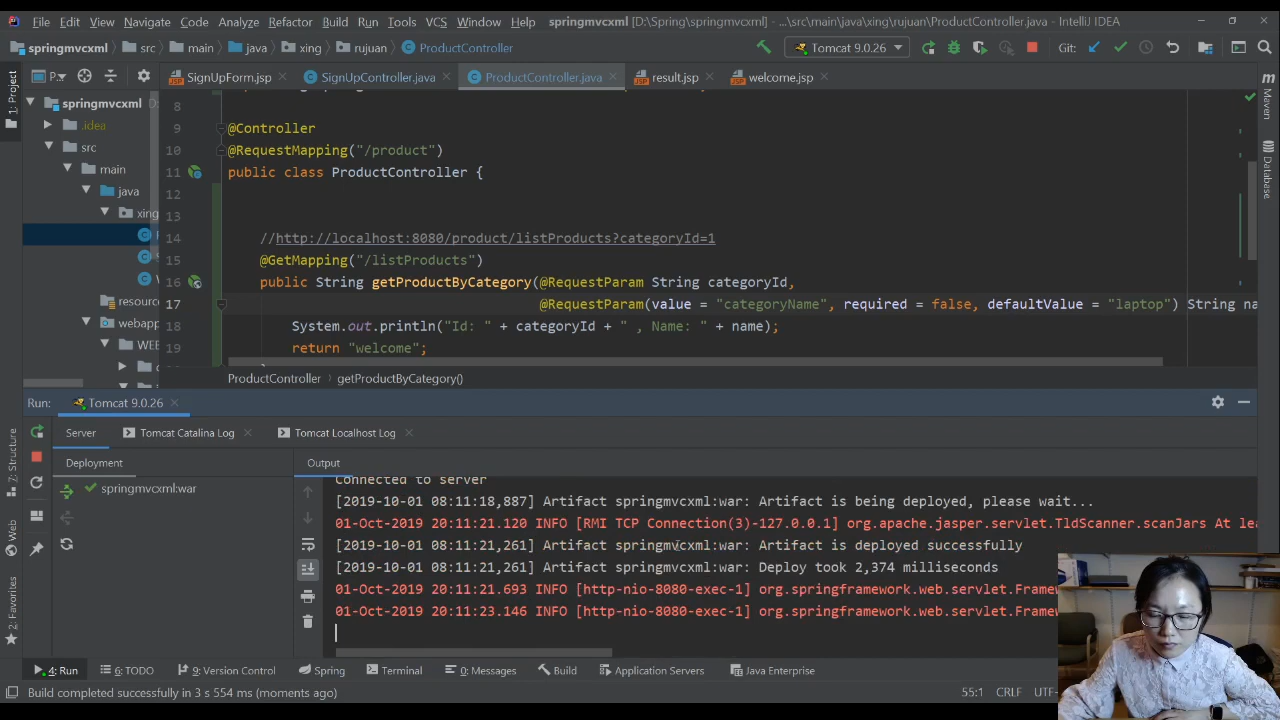 File Edit View Navigate Code Analyze Refactor Build Run Tools VCS Window Help springmvcxml [D:\Spring\springmvcxml] - ...\src\main\java\xing\rujuan\ProductController.java - IntelliJ IDEA
springmvcxml src main java xing rujuan ProductController Tomcat 9.0.26 Git:
P.. SignUpForm.jsp SignUpController.java ProductController.java result.jsp welcome.jsp
1: Project
springmvcxml
.idea
src
main
java
xing
resource
webapp
WE
8
9 @Controller
10 @RequestMapping("/product")
11 public class ProductController {
12
13
14 //http://localhost:8080/product/listProducts?categoryId=1
15 @GetMapping("/listProducts")
16 public String getProductByCategory(@RequestParam String categoryId,
17 @RequestParam(value = "categoryName", required = false, defaultValue = "laptop") String na
18 System.out.println("Id: " + categoryId + " , Name: " + name);
19 return "welcome";
ProductController getProductByCategory()
Maven
Database
Run: Tomcat 9.0.26
Server Tomcat Catalina Log Tomcat Localhost Log
Deployment Output
springmvcxml:war
Connected to server
[2019-10-01 08:11:18,887] Artifact springmvcxml:war: Artifact is being deployed, please wait...
01-Oct-2019 20:11:21.120 INFO [RMI TCP Connection(3)-127.0.0.1] org.apache.jasper.servlet.TldScanner.scanJars At lea
[2019-10-01 08:11:21,261] Artifact springmvcxml:war: Artifact is deployed successfully
[2019-10-01 08:11:21,261] Artifact springmvcxml:war: Deploy took 2,374 milliseconds
01-Oct-2019 20:11:21.693 INFO [http-nio-8080-exec-1] org.springframework.web.servlet.Frame
01-Oct-2019 20:11:23.146 INFO [http-nio-8080-exec-1] org.springframework.web.servlet.Frame
7: Structure
Web
2: Favorites
4: Run 6: TODO 9: Version Control Spring Terminal 0: Messages Build Application Servers Java Enterprise
Build completed successfully in 3 s 554 ms (moments ago) 55:1 CRLF UTF-